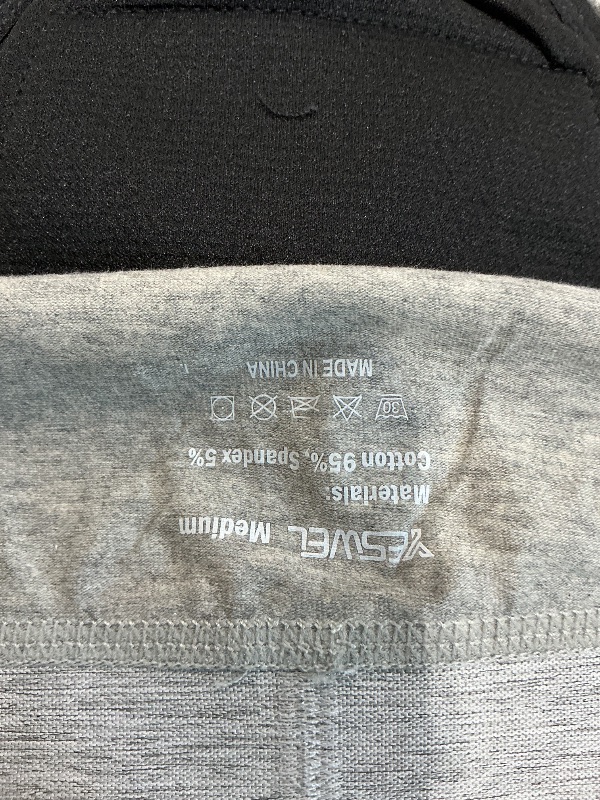 YESWEL Medium
Materials:
Cotton 95%, Spandex 5%
30
MADE IN CHINA